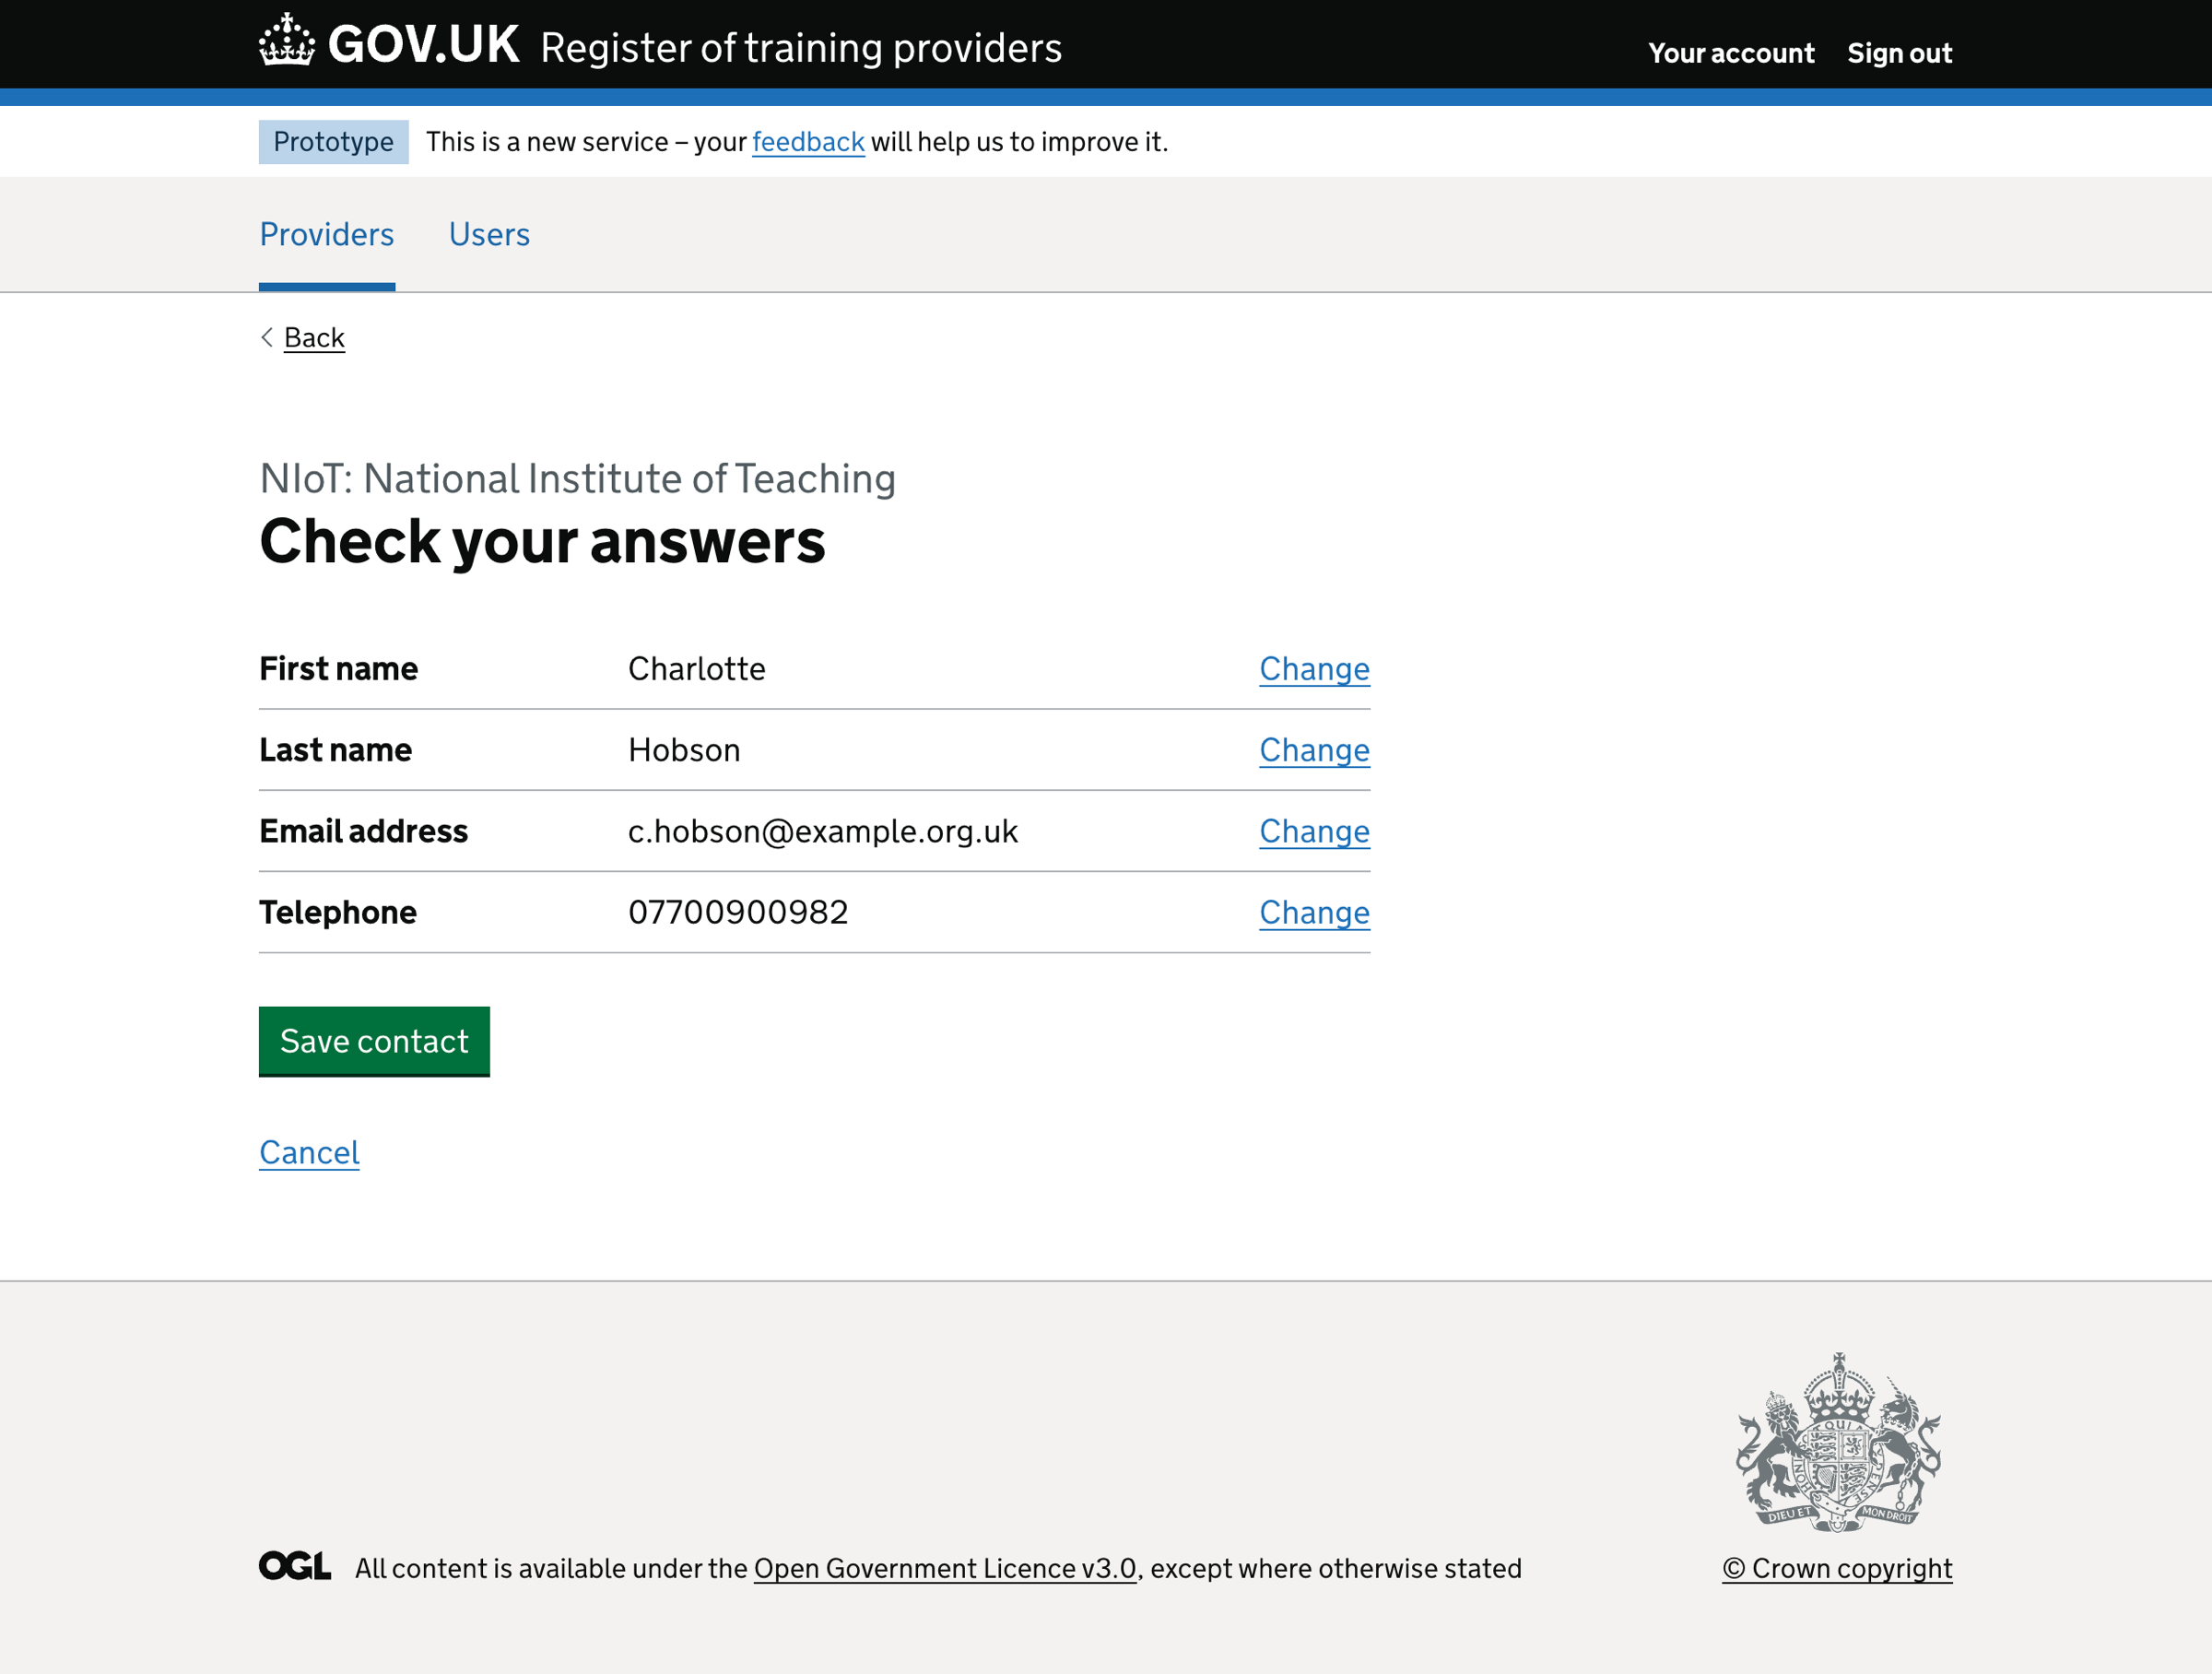 GOV.UK Register of training providers Your account Sign out
Prototype This is a new service – your feedback will help us to improve it.
Providers Users
Back
NIoT: National Institute of Teaching
Check your answers
First name Charlotte Change
Last name Hobson Change
Email address c.hobson@example.org.uk Change
Telephone 07700900982 Change
Save contact
Cancel
DIEU ET MON DROIT
OGL All content is available under the Open Government Licence v3.0, except where otherwise stated © Crown copyright